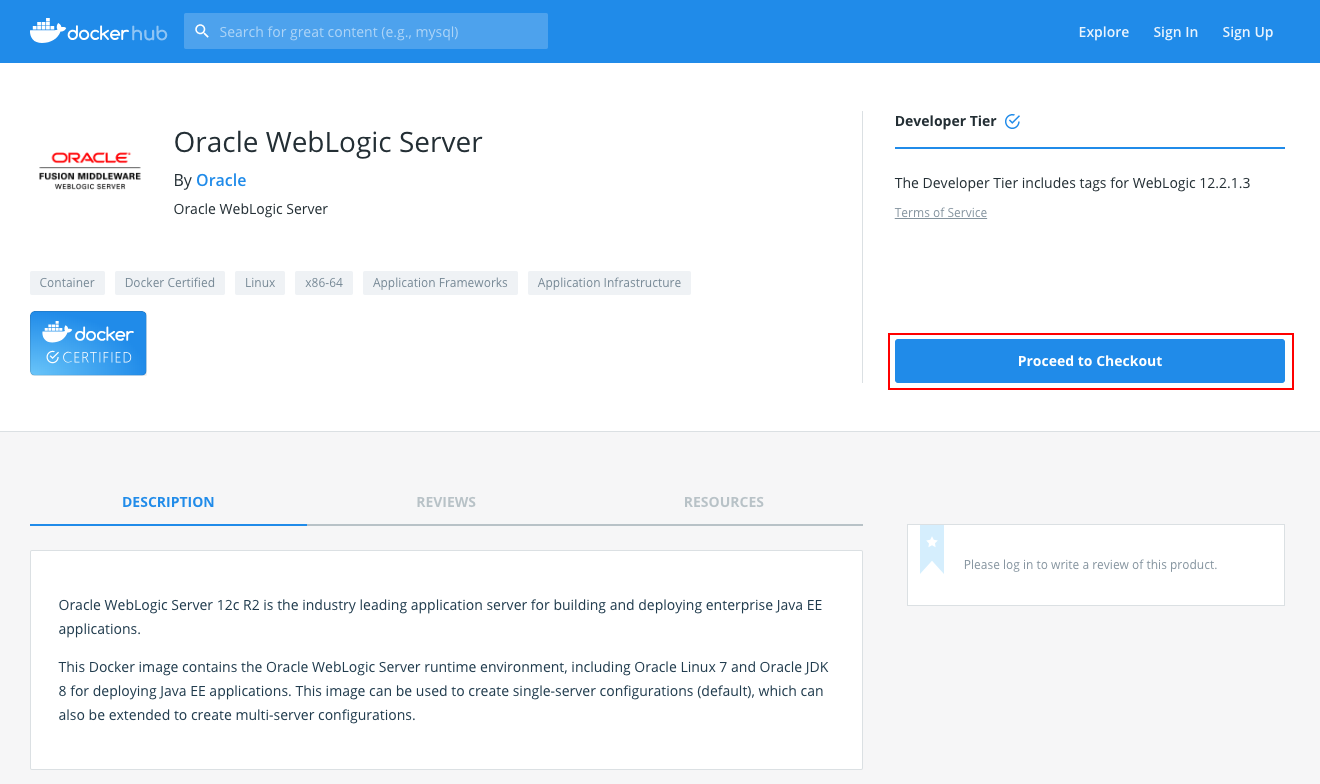 docker hub
Search for great content (e.g., mysql)
Explore
Sign In
Sign Up
ORACLE
FUSION MIDDLEWARE
WEBLOGIC SERVER
Oracle WebLogic Server
By Oracle
Oracle WebLogic Server
Container
Docker Certified
Linux
x86-64
Application Frameworks
Application Infrastructure
docker
CERTIFIED
Developer Tier
The Developer Tier includes tags for WebLogic 12.2.1.3
Terms of Service
Proceed to Checkout
DESCRIPTION
REVIEWS
RESOURCES
Oracle WebLogic Server 12c R2 is the industry leading application server for building and deploying enterprise Java EE
applications.
This Docker image contains the Oracle WebLogic Server runtime environment, including Oracle Linux 7 and Oracle JDK
8 for deploying Java EE applications. This image can be used to create single-server configurations (default), which can
also be extended to create multi-server configurations.
Please log in to write a review of this product.